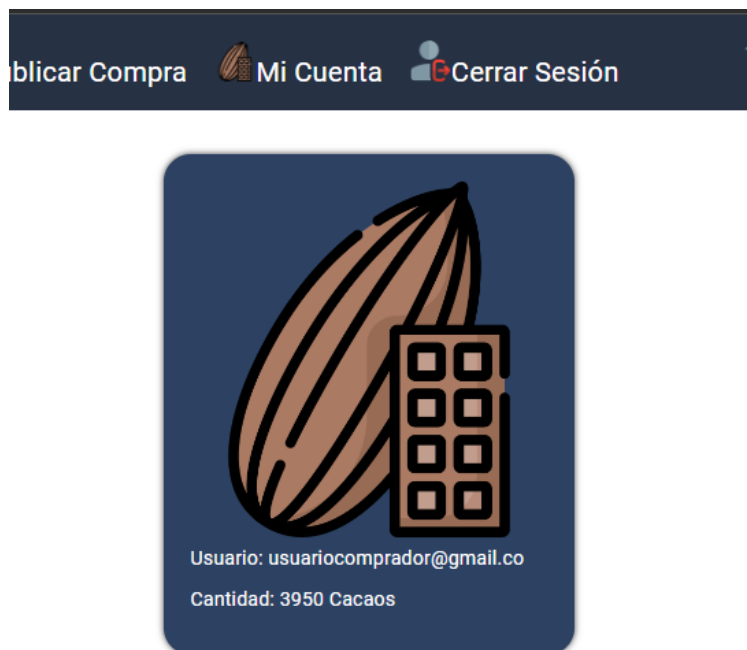 blicar Compra Mi Cuenta Cerrar Sesión
Usuario: usuariocomprador@gmail.co
Cantidad: 3950 Cacaos